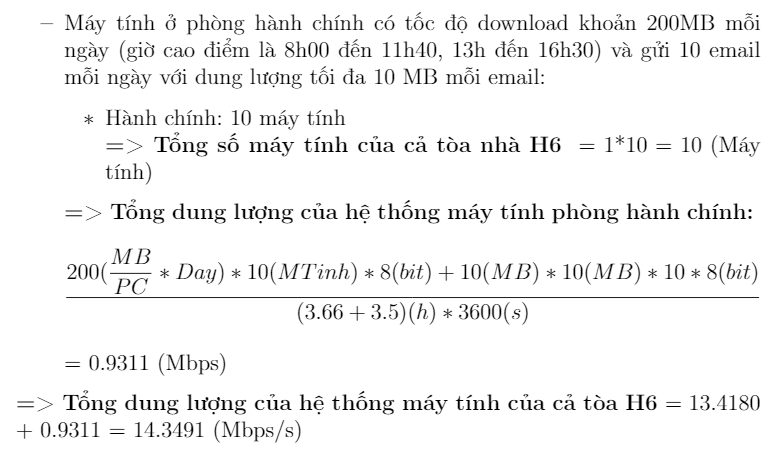 – Máy tính ở phòng hành chính có tốc độ download khoản 200MB mỗi
ngày (giờ cao điểm là 8h00 đến 11h40, 13h đến 16h30) và gửi 10 email
mỗi ngày với dung lượng tối đa 10 MB mỗi email:
∗ Hành chính: 10 máy tính
=> Tổng số máy tính của cả tòa nhà H6 = 1*10 = 10 (Máy
tính)
=> Tổng dung lượng của hệ thống máy tính phòng hành chính:
200(MB/PC ∗ Day) ∗ 10(MTinh) ∗ 8(bit) + 10(MB) ∗ 10(MB) ∗ 10 ∗ 8(bit)
(3.66 + 3.5)(h) ∗ 3600(s)
= 0.9311 (Mbps)
=> Tổng dung lượng của hệ thống máy tính của cả tòa H6 = 13.4180
+ 0.9311 = 14.3491 (Mbps/s)